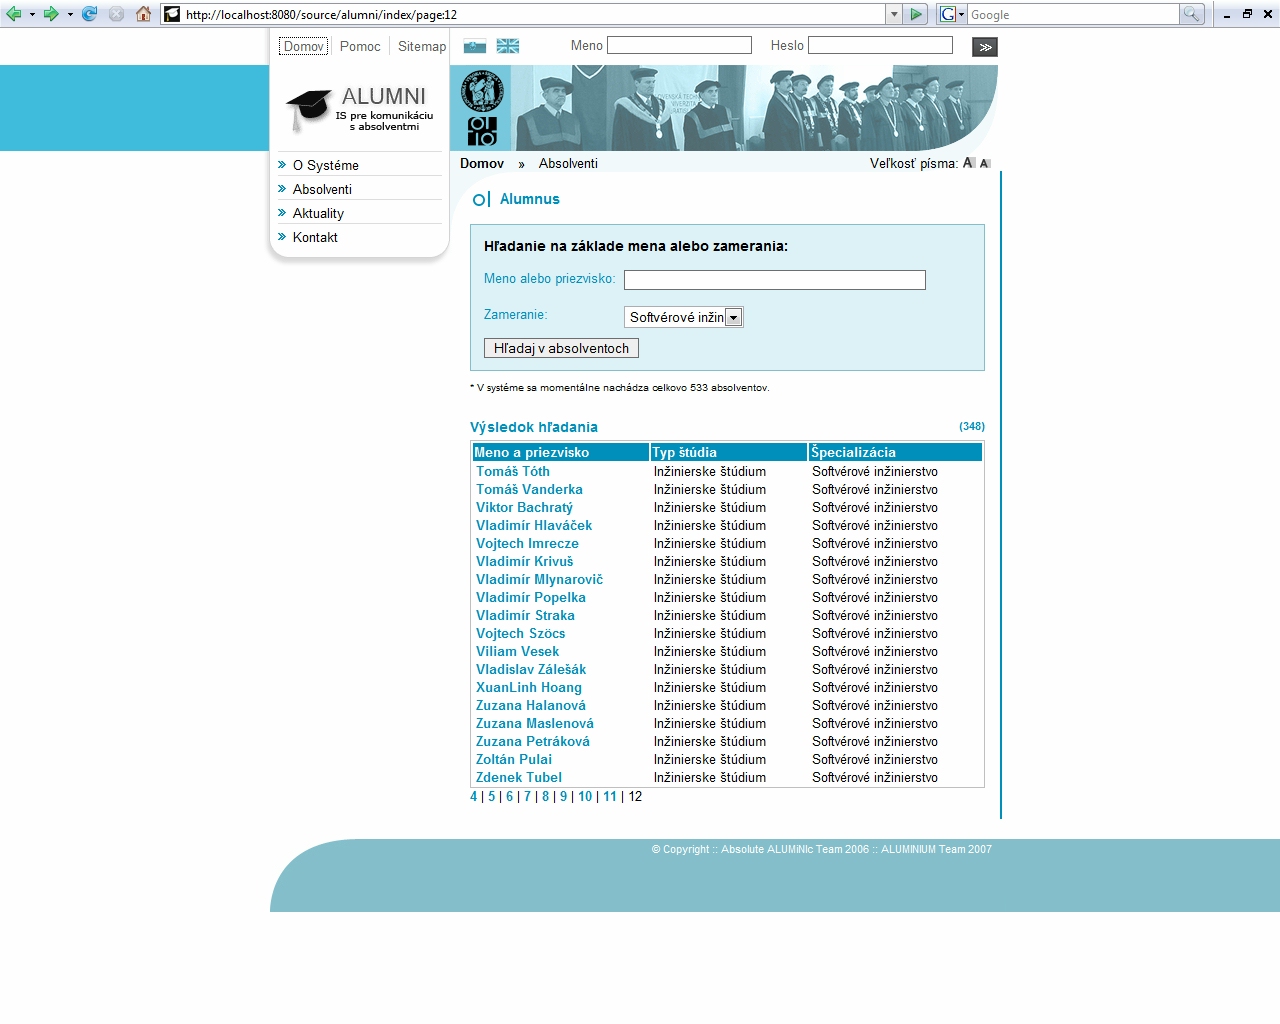 http://localhost:8080/source/alumni/index/page:12
Google
Domov Pomoc Sitemap
Meno
Heslo
ALUMNI
IS pre komunikáciu
s absolventmi
O Systéme
Absolventi
Aktuality
Kontakt
Domov » Absolventi
Veľkosť písma: A A
Alumnus
Hľadanie na základe mena alebo zamerania:
Meno alebo priezvisko:
Zameranie: Softvérové inžin
Hľadaj v absolventoch
* V systéme sa momentálne nachádza celkovo 533 absolventov.
Výsledok hľadania (348)
Meno a priezvisko Typ štúdia Špecializácia
Tomáš Tóth Inžinierske štúdium Softvérové inžinierstvo
Tomáš Vanderka Inžinierske štúdium Softvérové inžinierstvo
Viktor Bachratý Inžinierske štúdium Softvérové inžinierstvo
Vladimír Hlaváček Inžinierske štúdium Softvérové inžinierstvo
Vojtech Imrecze Inžinierske štúdium Softvérové inžinierstvo
Vladimír Krivuš Inžinierske štúdium Softvérové inžinierstvo
Vladimír Mlynarovič Inžinierske štúdium Softvérové inžinierstvo
Vladimír Popelka Inžinierske štúdium Softvérové inžinierstvo
Vladimír Straka Inžinierske štúdium Softvérové inžinierstvo
Vojtech Szöcs Inžinierske štúdium Softvérové inžinierstvo
Viliam Vesek Inžinierske štúdium Softvérové inžinierstvo
Vladislav Zálešák Inžinierske štúdium Softvérové inžinierstvo
XuanLinh Hoang Inžinierske štúdium Softvérové inžinierstvo
Zuzana Halanová Inžinierske štúdium Softvérové inžinierstvo
Zuzana Maslenová Inžinierske štúdium Softvérové inžinierstvo
Zuzana Petráková Inžinierske štúdium Softvérové inžinierstvo
Zoltán Pulai Inžinierske štúdium Softvérové inžinierstvo
Zdenek Tubel Inžinierske štúdium Softvérové inžinierstvo
4 | 5 | 6 | 7 | 8 | 9 | 10 | 11 | 12
© Copyright :: Absolute ALUMiNIc Team 2006 :: ALUMINIUM Team 2007